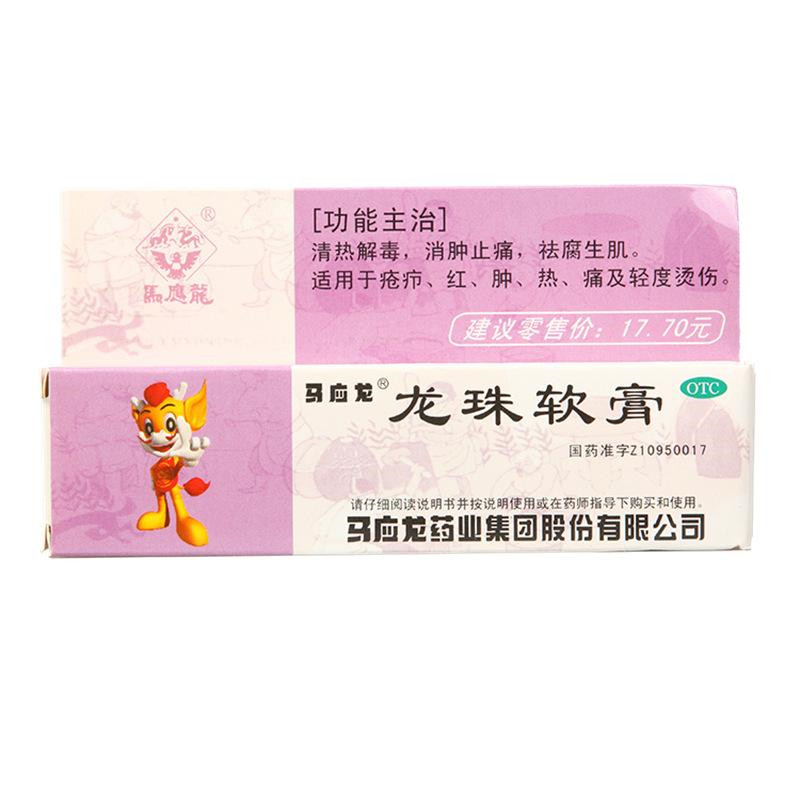 ®
馬應龍
[功能主治]
清热解毒，消肿止痛，祛腐生肌。
适用于疮疖、红、肿、热、痛及轻度烫伤。
建议零售价：17.70元
马应龙® 龙珠软膏 OTC
国药准字Z10950017
请仔细阅读说明书并按说明使用或在药师指导下购买和使用。
马应龙药业集团股份有限公司